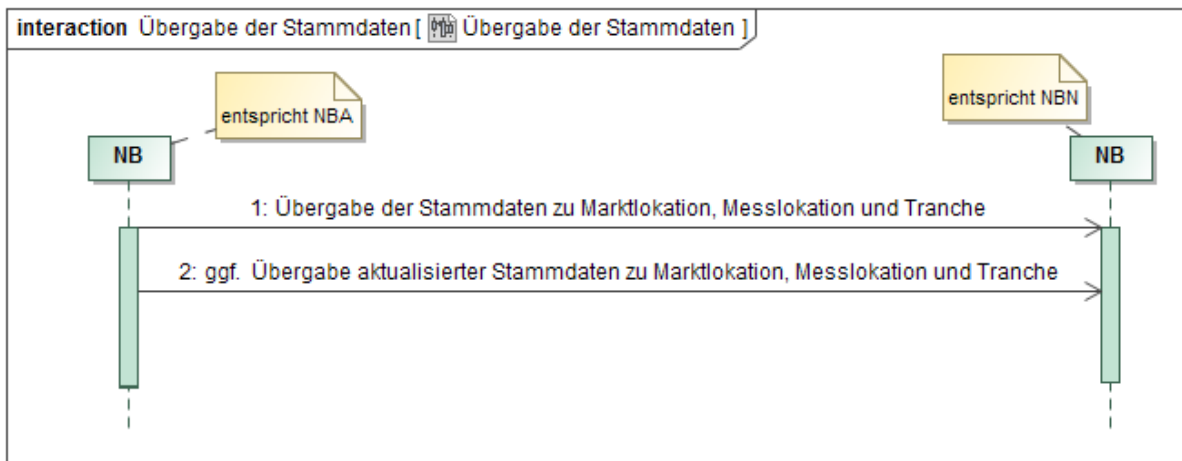 interaction Übergabe der Stammdaten [ Übergabe der Stammdaten ]
entspricht NBA
entspricht NBN
NB
NB
1: Übergabe der Stammdaten zu Marktlokation, Messlokation und Tranche
2: ggf. Übergabe aktualisierter Stammdaten zu Marktlokation, Messlokation und Tranche